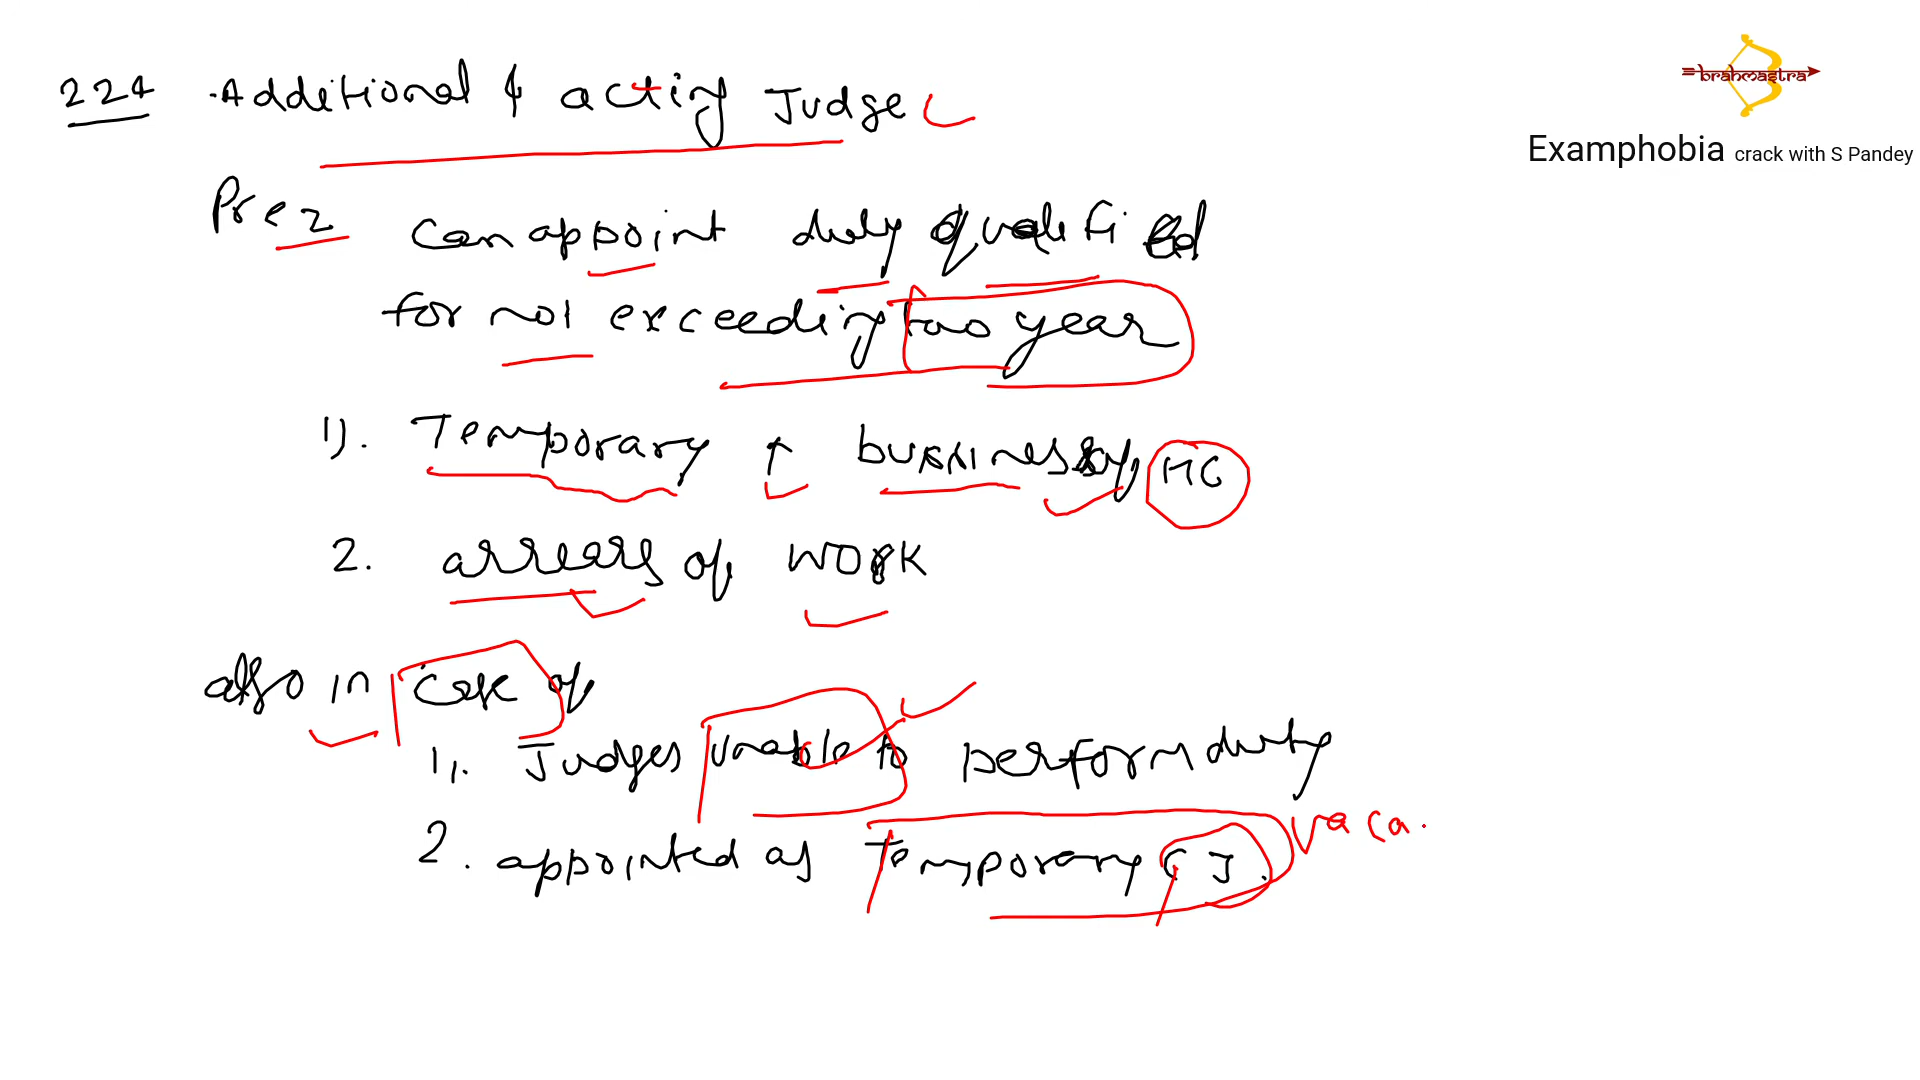 brahmastra
Examphobia crack with S Pandey
224 Additional & acting Judge
Prez can appoint duly qualified
for not exceeding two year
1). Temporary ↑ bussiness of HC
2. arrears of work
also in case of
1). Judges unable to perform duty
2. appointed as temporary CJ. vaca.